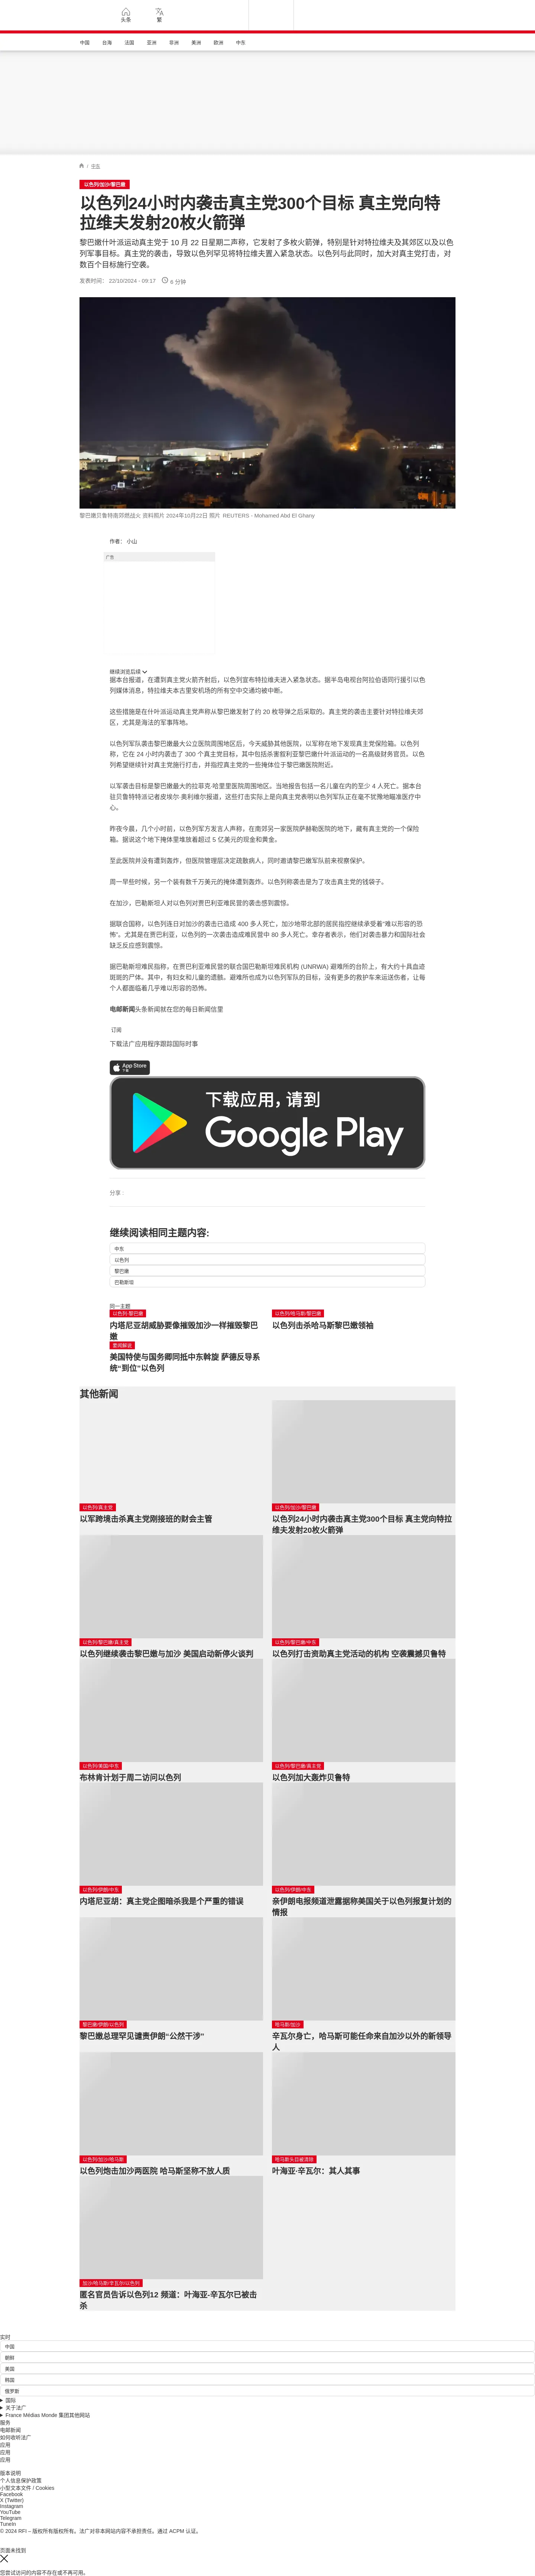 头条
繁
中国
台海
法国
亚洲
非洲
美洲
欧洲
中东
/ 中东
以色列/加沙/黎巴嫩
以色列24小时内袭击真主党300个目标 真主党向特
拉维夫发射20枚火箭弹
黎巴嫩什叶派运动真主党于 10 月 22 日星期二声称，它发射了多枚火箭弹，特别是针对特拉维夫及其郊区以及以色
列军事目标。真主党的袭击，导致以色列罕见将特拉维夫置入紧急状态。以色列与此同时，加大对真主党打击，对
数百个目标施行空袭。
发表时间： 22/10/2024 - 09:17 6 分钟
黎巴嫩贝鲁特南郊燃战火 资料照片 2024年10月22日 照片 REUTERS - Mohamed Abd El Ghany
作者： 小山
广告
继续浏览后续
据本台报道，在遭到真主党火箭齐射后，以色列宣布特拉维夫进入紧急状态。据半岛电视台阿拉伯语同行援引以色
列媒体消息，特拉维夫本古里安机场的所有空中交通均被中断。
这些措施是在什叶派运动真主党声称从黎巴嫩发射了约 20 枚导弹之后采取的。真主党的袭击主要针对特拉维夫郊
区，尤其是海法的军事阵地。
以色列军队袭击黎巴嫩最大公立医院周围地区后，今天威胁其他医院，以军称在地下发现真主党保险箱。以色列
称，它在 24 小时内袭击了 300 个真主党目标。其中包括杀害叙利亚黎巴嫩什叶派运动的一名高级财务官员。以色
列希望继续针对真主党施行打击，并指控真主党的一些掩体位于黎巴嫩医院附近。
以军袭击目标是黎巴嫩最大的拉菲克·哈里里医院周围地区。当地报告包括一名儿童在内的至少 4 人死亡。据本台
驻贝鲁特特派记者皮埃尔·奥利维尔报道，这些打击实际上是向真主党表明以色列军队正在毫不犹豫地瞄准医疗中
心。
昨夜今晨，几个小时前，以色列军方发言人声称，在南郊另一家医院萨赫勒医院的地下，藏有真主党的一个保险
箱。据说这个地下掩体里堆放着超过 5 亿美元的现金和黄金。
至此医院并没有遭到轰炸，但医院管理层决定疏散病人，同时邀请黎巴嫩军队前来视察保护。
周一早些时候，另一个装有数千万美元的掩体遭到轰炸。以色列称袭击是为了攻击真主党的钱袋子。
在加沙，巴勒斯坦人对以色列对贾巴利亚难民营的袭击感到震惊。
据联合国称，以色列连日对加沙的袭击已造成 400 多人死亡，加沙地带北部的居民指控继续承受着"难以形容的恐
怖"。尤其是在贾巴利亚，以色列的一次袭击造成难民营中 80 多人死亡。幸存者表示，他们对袭击暴力和国际社会
缺乏反应感到震惊。
据巴勒斯坦难民指称，在贾巴利亚难民营的联合国巴勒斯坦难民机构 (UNRWA) 避难所的台阶上，有大约十具血迹
斑斑的尸体。其中，有妇女和儿童的遗骸。避难所也成为以色列军队的目标，没有更多的救护车来运送伤者，让每
个人都面临着几乎难以形容的恐怖。
电邮新闻头条新闻就在您的每日新闻信里
订阅
下载法广应用程序跟踪国际时事
App Store
下载应用，请到
Google Play
分享 :
继续阅读相同主题内容:
中东
以色列
黎巴嫩
巴勒斯坦
同一主题
以色列-黎巴嫩
内塔尼亚胡威胁要像摧毁加沙一样摧毁黎巴
嫩
以色列/哈马斯/黎巴嫩
以色列击杀哈马斯黎巴嫩领袖
要闻解说
美国特使与国务卿同抵中东斡旋 萨德反导系
统“到位”以色列
其他新闻
以色列/真主党
以军跨境击杀真主党刚接班的财会主管
以色列/加沙/黎巴嫩
以色列24小时内袭击真主党300个目标 真主党向特拉
维夫发射20枚火箭弹
以色列/黎巴嫩/真主党
以色列继续袭击黎巴嫩与加沙 美国启动新停火谈判
以色列/黎巴嫩/中东
以色列打击资助真主党活动的机构 空袭震撼贝鲁特
以色列/美国/中东
布林肯计划于周二访问以色列
以色列/黎巴嫩/真主党
以色列加大轰炸贝鲁特
以色列/伊朗/中东
内塔尼亚胡：真主党企图暗杀我是个严重的错误
以色列/伊朗/中东
亲伊朗电报频道泄露据称美国关于以色列报复计划的
情报
黎巴嫩/伊朗/以色列
黎巴嫩总理罕见谴责伊朗“公然干涉”
哈马斯/加沙
辛瓦尔身亡，哈马斯可能任命来自加沙以外的新领导
人
以色列/加沙/哈马斯
以色列炮击加沙两医院 哈马斯坚称不放人质
哈马斯头目被清除
叶海亚·辛瓦尔：其人其事
加沙/哈马斯/辛瓦尔/以色列
匿名官员告诉以色列12 频道：叶海亚-辛瓦尔已被击
杀
实时
中国
朝鲜
美国
韩国
俄罗斯
国际
关于法广
France Médias Monde 集团其他网站
服务
电邮新闻
如何收听法广
应用
应用
应用
版本说明
个人信息保护政策
小型文本文件 / Cookies
Facebook
X (Twitter)
Instagram
YouTube
Telegram
TuneIn
© 2024 RFI – 版权所有版权所有。法广对非本网站内容不承担责任。通过 ACPM 认证。
页面未找到
您尝试访问的内容不存在或不再可用。